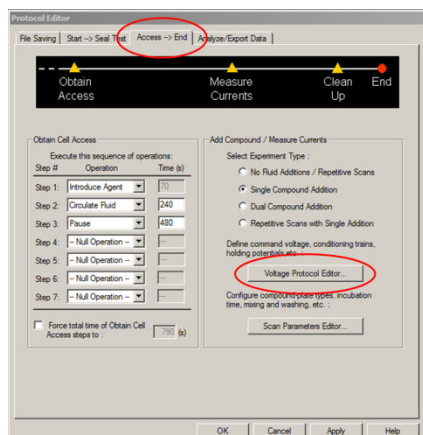 Protocol Editor
File Saving | Start -> Seal Test | Access -> End | Analyze/Export Data
Obtain Access
Measure Currents
Clean Up
End
Obtain Cell Access
Execute this sequence of operations:
Step # Operation Time (s)
Step 1: Introduce Agent 70
Step 2: Circulate Fluid 240
Step 3: Pause 480
Step 4: -- Null Operation -- --
Step 5: -- Null Operation -- --
Step 6: -- Null Operation -- --
Step 7: -- Null Operation -- --
Force total time of Obtain Cell
Access steps to : 790 (s)
Add Compound / Measure Currents
Select Experiment Type :
No Fluid Additions / Repetitive Scans
Single Compound Addition
Dual Compound Addition
Repetitive Scans with Single Addition
Define command voltage, conditioning trains,
holding potentials etc. :
Voltage Protocol Editor...
Configure compound plate types, incubation
time, mixing and washing, etc. :
Scan Parameters Editor...
OK Cancel Apply Help